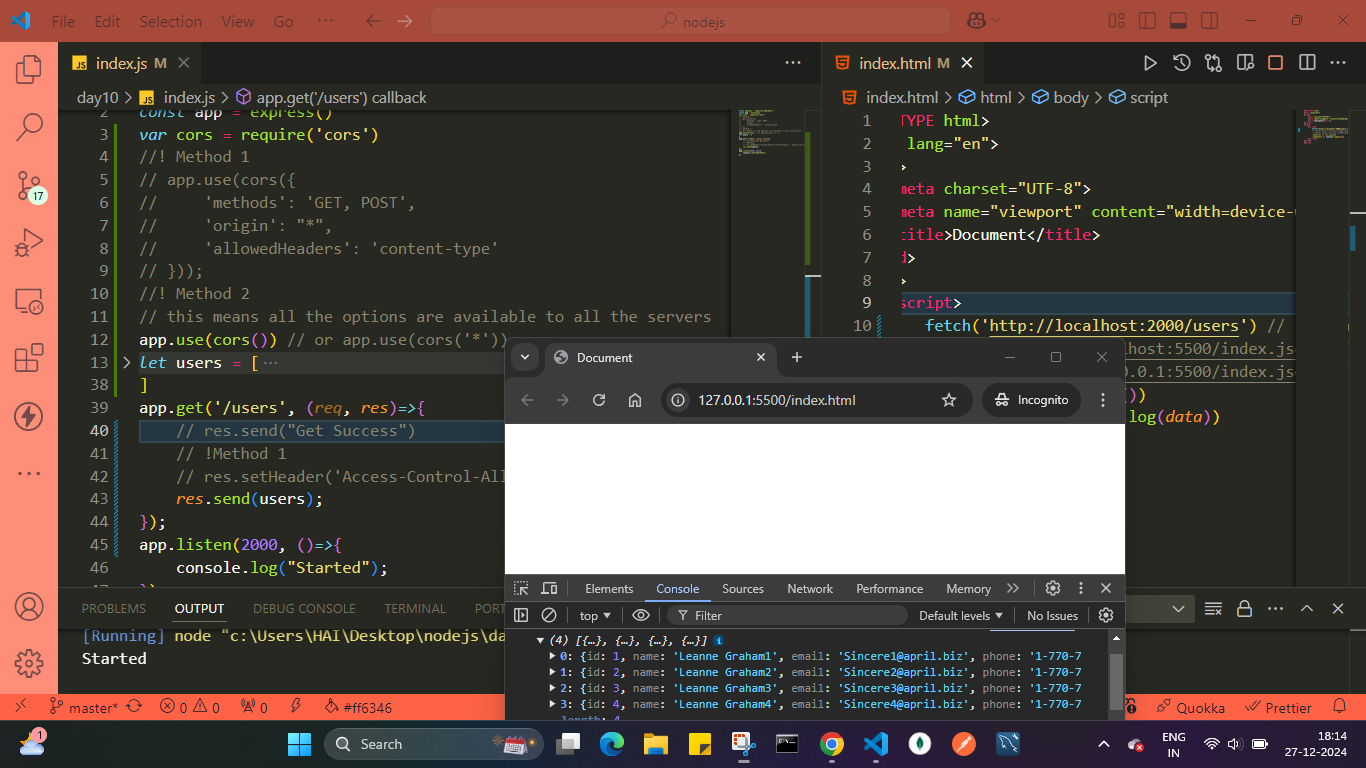 File Edit Selection View Go ··· nodejs
index.js M
index.html M
day10 > index.js > app.get('/users') callback
index.html > html > body > script
2 const app = express()
3 var cors = require('cors')
4 //! Method 1
5 // app.use(cors({
6 //     'methods': 'GET, POST',
7 //     'origin': "*",
8 //     'allowedHeaders': 'content-type'
9 // }));
10 //! Method 2
11 // this means all the options are available to all the servers
12 app.use(cors()) // or app.use(cors('*'))
13 let users = [ ···
38 ]
39 app.get('/users', (req, res)=>{
40     // res.send("Get Success")
41     // !Method 1
42     // res.setHeader('Access-Control-All
43     res.send(users);
44 });
45 app.listen(2000, ()=>{
46     console.log("Started");
17
1 TYPE html>
2 lang="en">
3 >
4 meta charset="UTF-8">
5 meta name="viewport" content="width=device-
6 title>Document</title>
7 d>
8 >
9 script>
10 fetch('http://localhost:2000/users') //
lhost:5500/index.js
0.0.1:5500/index.js
())
log(data))
Document
127.0.0.1:5500/index.html
Incognito
Elements Console Sources Network Performance Memory
top Filter Default levels No Issues
(4) [{…}, {…}, {…}, {…}] i
0: {id: 1, name: 'Leanne Graham1', email: 'Sincere1@april.biz', phone: '1-770-7
1: {id: 2, name: 'Leanne Graham2', email: 'Sincere2@april.biz', phone: '1-770-7
2: {id: 3, name: 'Leanne Graham3', email: 'Sincere3@april.biz', phone: '1-770-7
3: {id: 4, name: 'Leanne Graham4', email: 'Sincere4@april.biz', phone: '1-770-7
length: 4
PROBLEMS OUTPUT DEBUG CONSOLE TERMINAL PORT
[Running] node "c:\Users\HAI\Desktop\nodejs\da
Started
master* 0 0 0 #ff6346
Quokka Prettier
1 Search
ENG
IN
18:14
27-12-2024